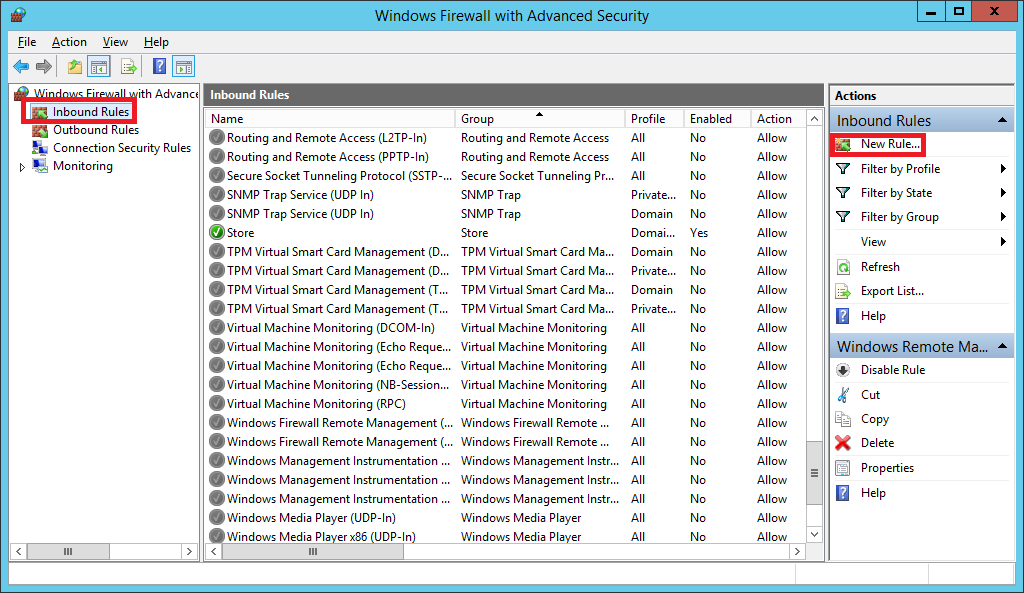 Windows Firewall with Advanced Security
File Action View Help
Windows Firewall with Advance
Inbound Rules
Outbound Rules
Connection Security Rules
Monitoring
Inbound Rules
Name Group Profile Enabled Action
Routing and Remote Access (L2TP-In) Routing and Remote Access All No Allow
Routing and Remote Access (PPTP-In) Routing and Remote Access All No Allow
Secure Socket Tunneling Protocol (SSTP-... Secure Socket Tunneling Pr... All No Allow
SNMP Trap Service (UDP In) SNMP Trap Private... No Allow
SNMP Trap Service (UDP In) SNMP Trap Domain No Allow
Store Store Domai... Yes Allow
TPM Virtual Smart Card Management (D... TPM Virtual Smart Card Ma... Domain No Allow
TPM Virtual Smart Card Management (D... TPM Virtual Smart Card Ma... Private... No Allow
TPM Virtual Smart Card Management (T... TPM Virtual Smart Card Ma... Domain No Allow
TPM Virtual Smart Card Management (T... TPM Virtual Smart Card Ma... Private... No Allow
Virtual Machine Monitoring (DCOM-In) Virtual Machine Monitoring All No Allow
Virtual Machine Monitoring (Echo Reque... Virtual Machine Monitoring All No Allow
Virtual Machine Monitoring (Echo Reque... Virtual Machine Monitoring All No Allow
Virtual Machine Monitoring (NB-Session... Virtual Machine Monitoring All No Allow
Virtual Machine Monitoring (RPC) Virtual Machine Monitoring All No Allow
Windows Firewall Remote Management (... Windows Firewall Remote ... All No Allow
Windows Firewall Remote Management (... Windows Firewall Remote ... All No Allow
Windows Management Instrumentation ... Windows Management Instr... All No Allow
Windows Management Instrumentation ... Windows Management Instr... All No Allow
Windows Management Instrumentation ... Windows Management Instr... All No Allow
Windows Media Player (UDP-In) Windows Media Player All No Allow
Windows Media Player x86 (UDP-In) Windows Media Player All No Allow
Actions
Inbound Rules
New Rule...
Filter by Profile
Filter by State
Filter by Group
View
Refresh
Export List...
Help
Windows Remote Ma...
Disable Rule
Cut
Copy
Delete
Properties
Help